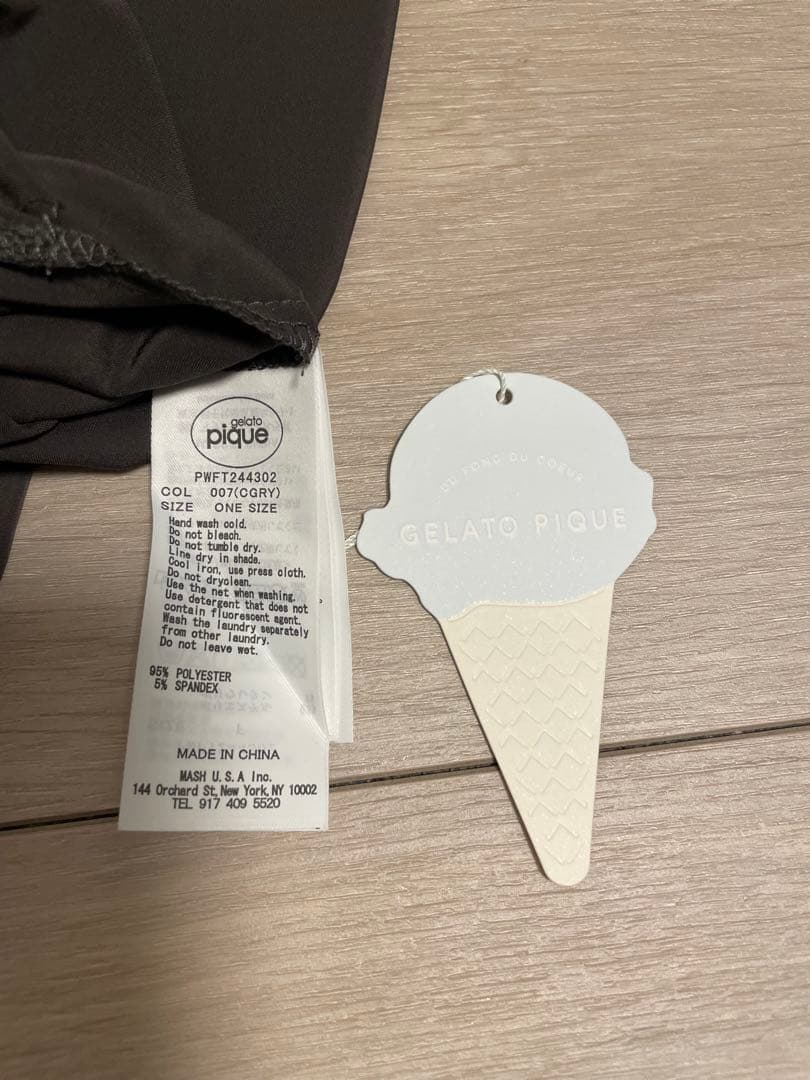 gelato
pique
PWFT244302
COL 007(CGRY)
SIZE ONE SIZE
Hand wash cold.
Do not bleach.
Do not tumble dry.
Line dry in shade.
Cool iron, use press cloth.
Do not dryclean.
Use the net when washing.
Use detergent that does not
contain fluorescent agent.
Wash the laundry separately
from other laundry.
Do not leave wet.
95% POLYESTER
5% SPANDEX
MADE IN CHINA
MASH U.S.A Inc.
144 Orchard St, New York, NY 10002
TEL 917 409 5520
FOND DU COEUR
GELATO PIQUE